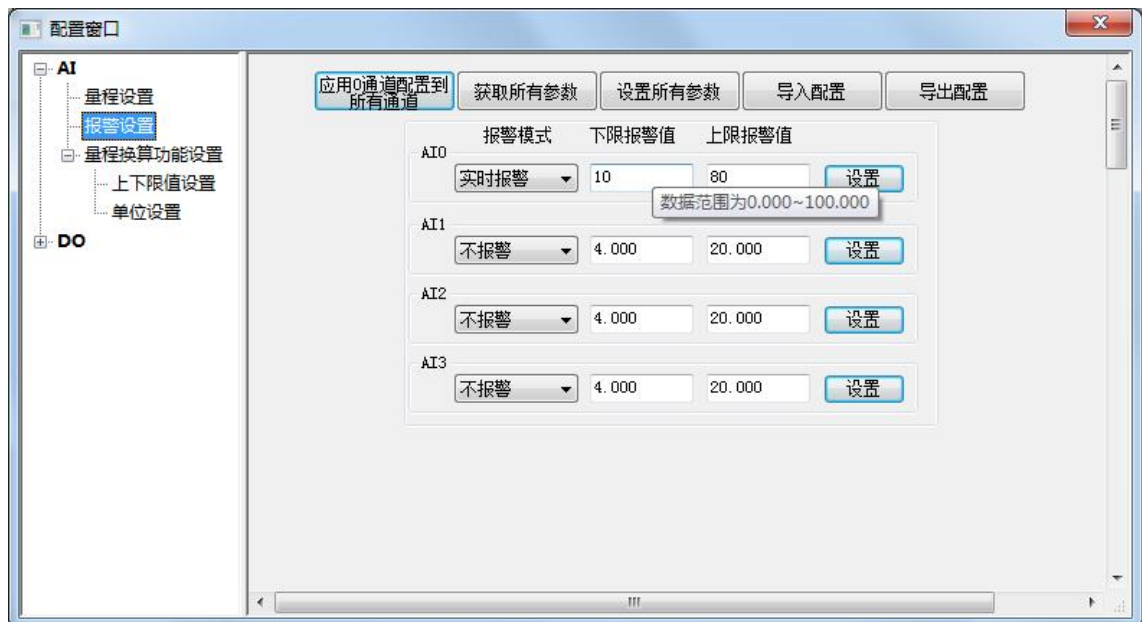 配置窗口
AI
量程设置
报警设置
量程换算功能设置
上下限值设置
单位设置
DO
应用0通道配置到
所有通道
获取所有参数
设置所有参数
导入配置
导出配置
报警模式 下限报警值 上限报警值
AI0
实时报警 10 80 设置
数据范围为0.000~100.000
AI1
不报警 4.000 20.000 设置
AI2
不报警 4.000 20.000 设置
AI3
不报警 4.000 20.000 设置